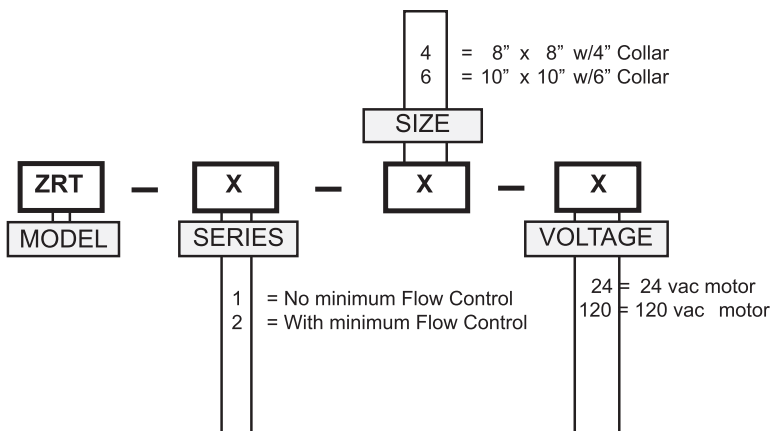 4 = 8” x 8” w/4” Collar
6 = 10” x 10” w/6” Collar
SIZE
ZRT – X – X – X
MODEL SERIES VOLTAGE
1 = No minimum Flow Control
2 = With minimum Flow Control
24 = 24 vac motor
120 = 120 vac motor